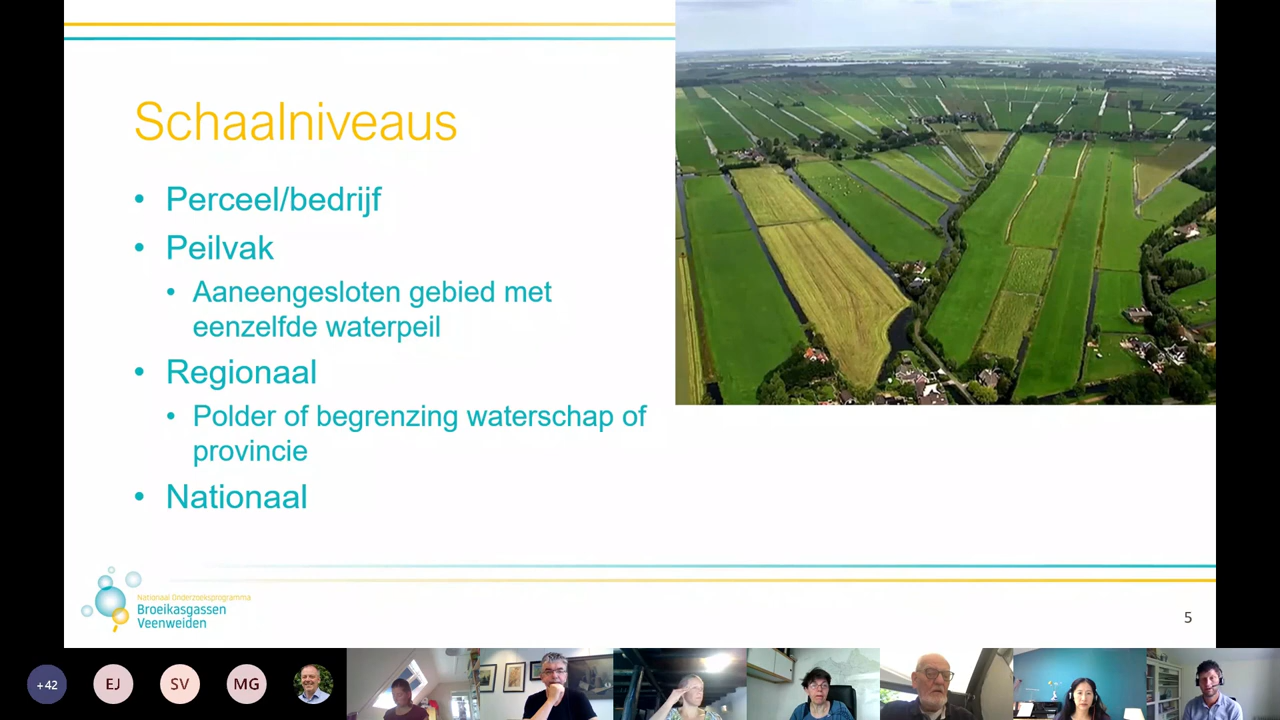 Schaalniveaus
• Perceel/bedrijf
• Peilvak
• Aaneengesloten gebied met
eenzelfde waterpeil
• Regionaal
• Polder of begrenzing waterschap of
provincie
• Nationaal
Nationaal Onderzoeksprogramma
Broeikasgassen
Veenweiden
5
+42
EJ
SV
MG